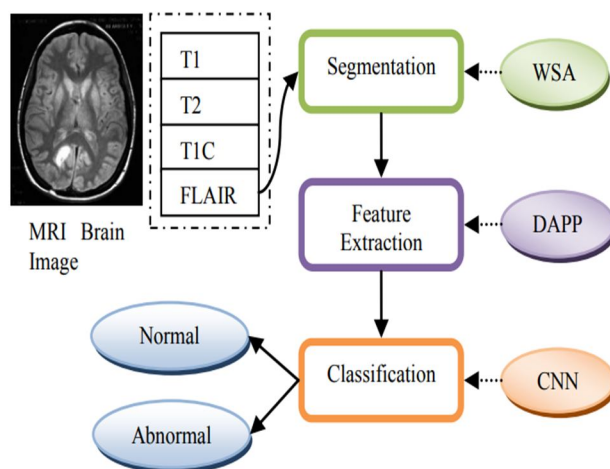 T1
T2
T1C
FLAIR
MRI Brain
Image
Segmentation
WSA
Feature
Extraction
DAPP
Classification
CNN
Normal
Abnormal